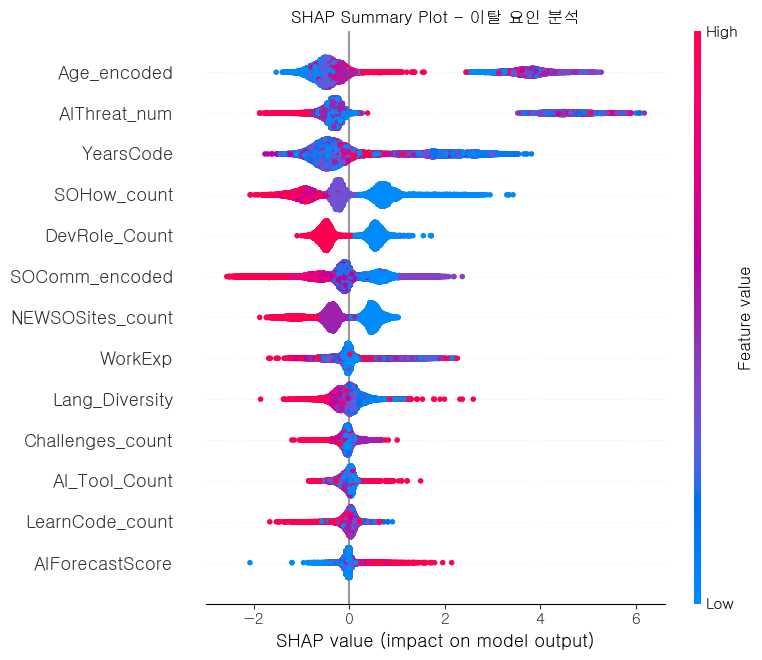 SHAP Summary Plot - 이탈 요인 분석
High
Age_encoded
AIThreat_num
YearsCode
SOHow_count
DevRole_Count
SOComm_encoded
NEWSOSites_count
WorkExp
Lang_Diversity
Challenges_count
AI_Tool_Count
LearnCode_count
AIForecastScore
Feature value
Low
−2 0 2 4 6
SHAP value (impact on model output)